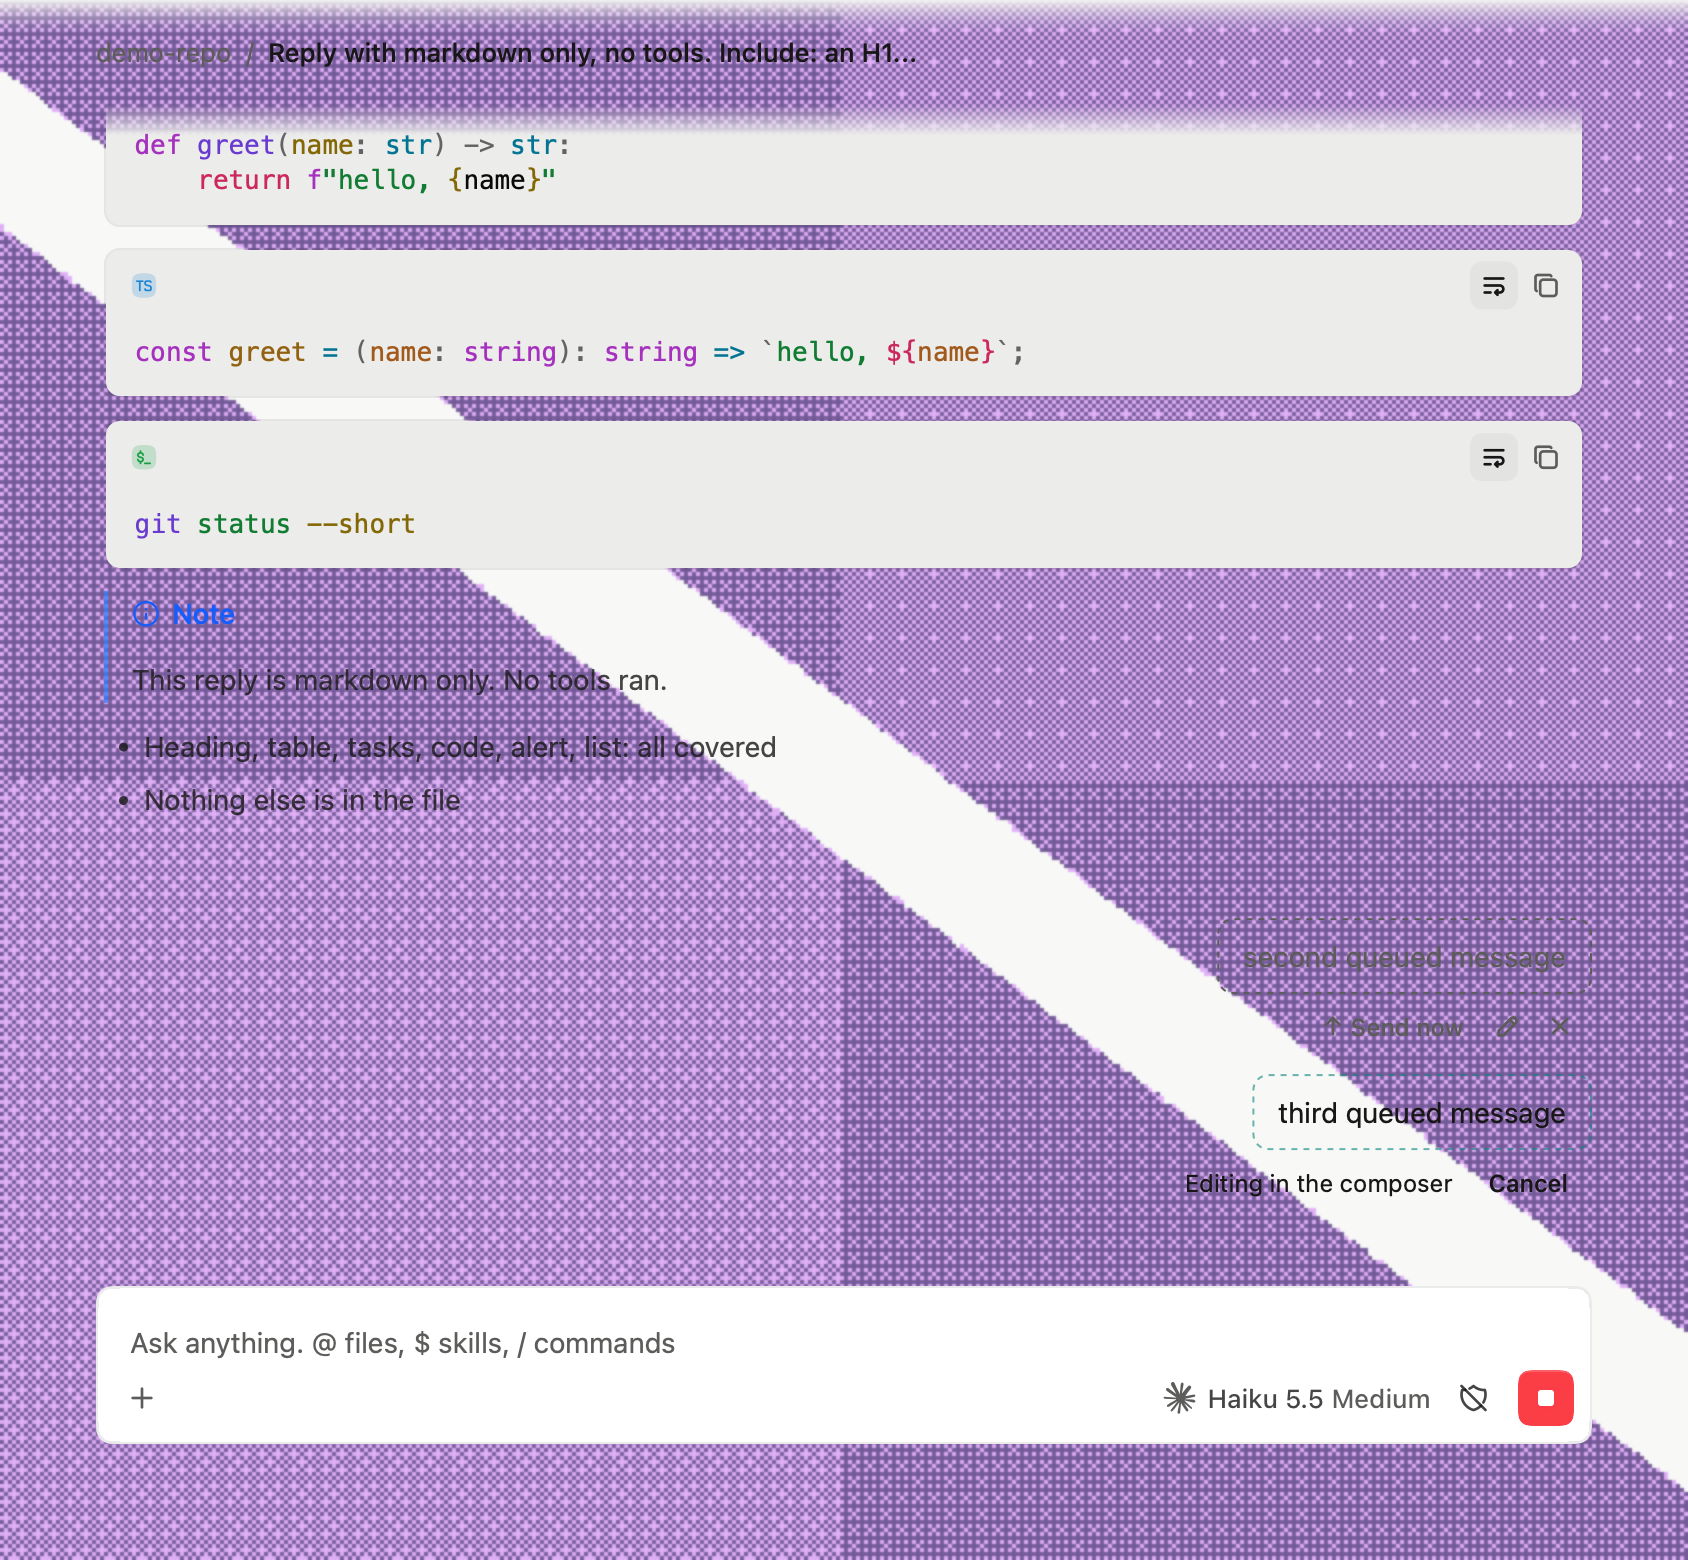 demo-repo / Reply with markdown only, no tools. Include: an H1...
def greet(name: str) -> str:
    return f"hello, {name}"
TS
const greet = (name: string): string => `hello, ${name}`;
$_
git status --short
Note
This reply is markdown only. No tools ran.
• Heading, table, tasks, code, alert, list: all covered
• Nothing else is in the file
second queued message
↑ Send now
third queued message
Editing in the composer Cancel
Ask anything. @ files, $ skills, / commands
Haiku 5.5 Medium